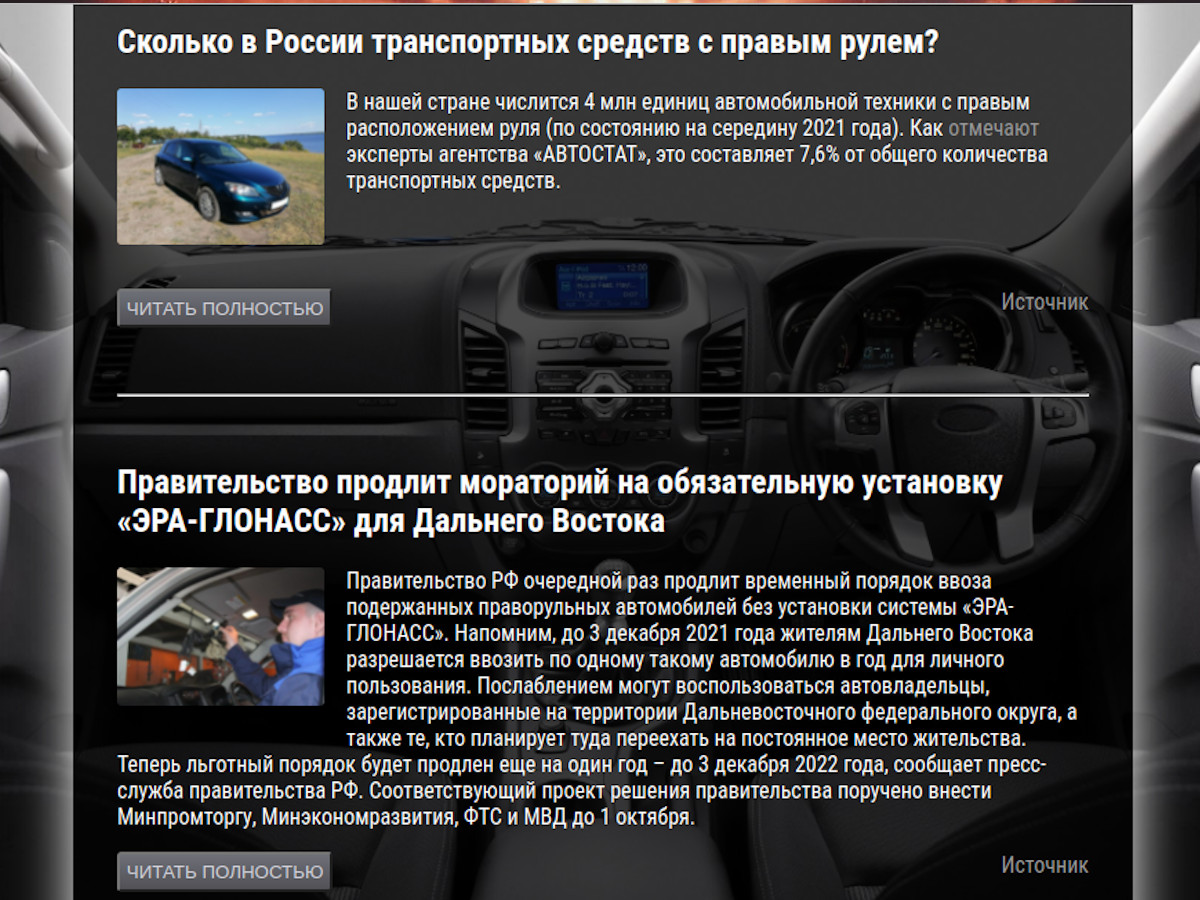 Сколько в России транспортных средств с правым рулем?
В нашей стране числится 4 млн единиц автомобильной техники с правым
расположением руля (по состоянию на середину 2021 года). Как отмечают
эксперты агентства «АВТОСТАТ», это составляет 7,6% от общего количества
транспортных средств.
12:00
ЧИТАТЬ ПОЛНОСТЬЮ
Источник
Правительство продлит мораторий на обязательную установку
«ЭРА-ГЛОНАСС» для Дальнего Востока
Правительство РФ очередной раз продлит временный порядок ввоза
подержанных праворульных автомобилей без установки системы «ЭРА-
ГЛОНАСС». Напомним, до 3 декабря 2021 года жителям Дальнего Востока
разрешается ввозить по одному такому автомобилю в год для личного
пользования. Послаблением могут воспользоваться автовладельцы,
зарегистрированные на территории Дальневосточного федерального округа, а
также те, кто планирует туда переехать на постоянное место жительства.
Теперь льготный порядок будет продлен еще на один год – до 3 декабря 2022 года, сообщает пресс-
служба правительства РФ. Соответствующий проект решения правительства поручено внести
Минпромторгу, Минэкономразвития, ФТС и МВД до 1 октября.
ЧИТАТЬ ПОЛНОСТЬЮ
Источник